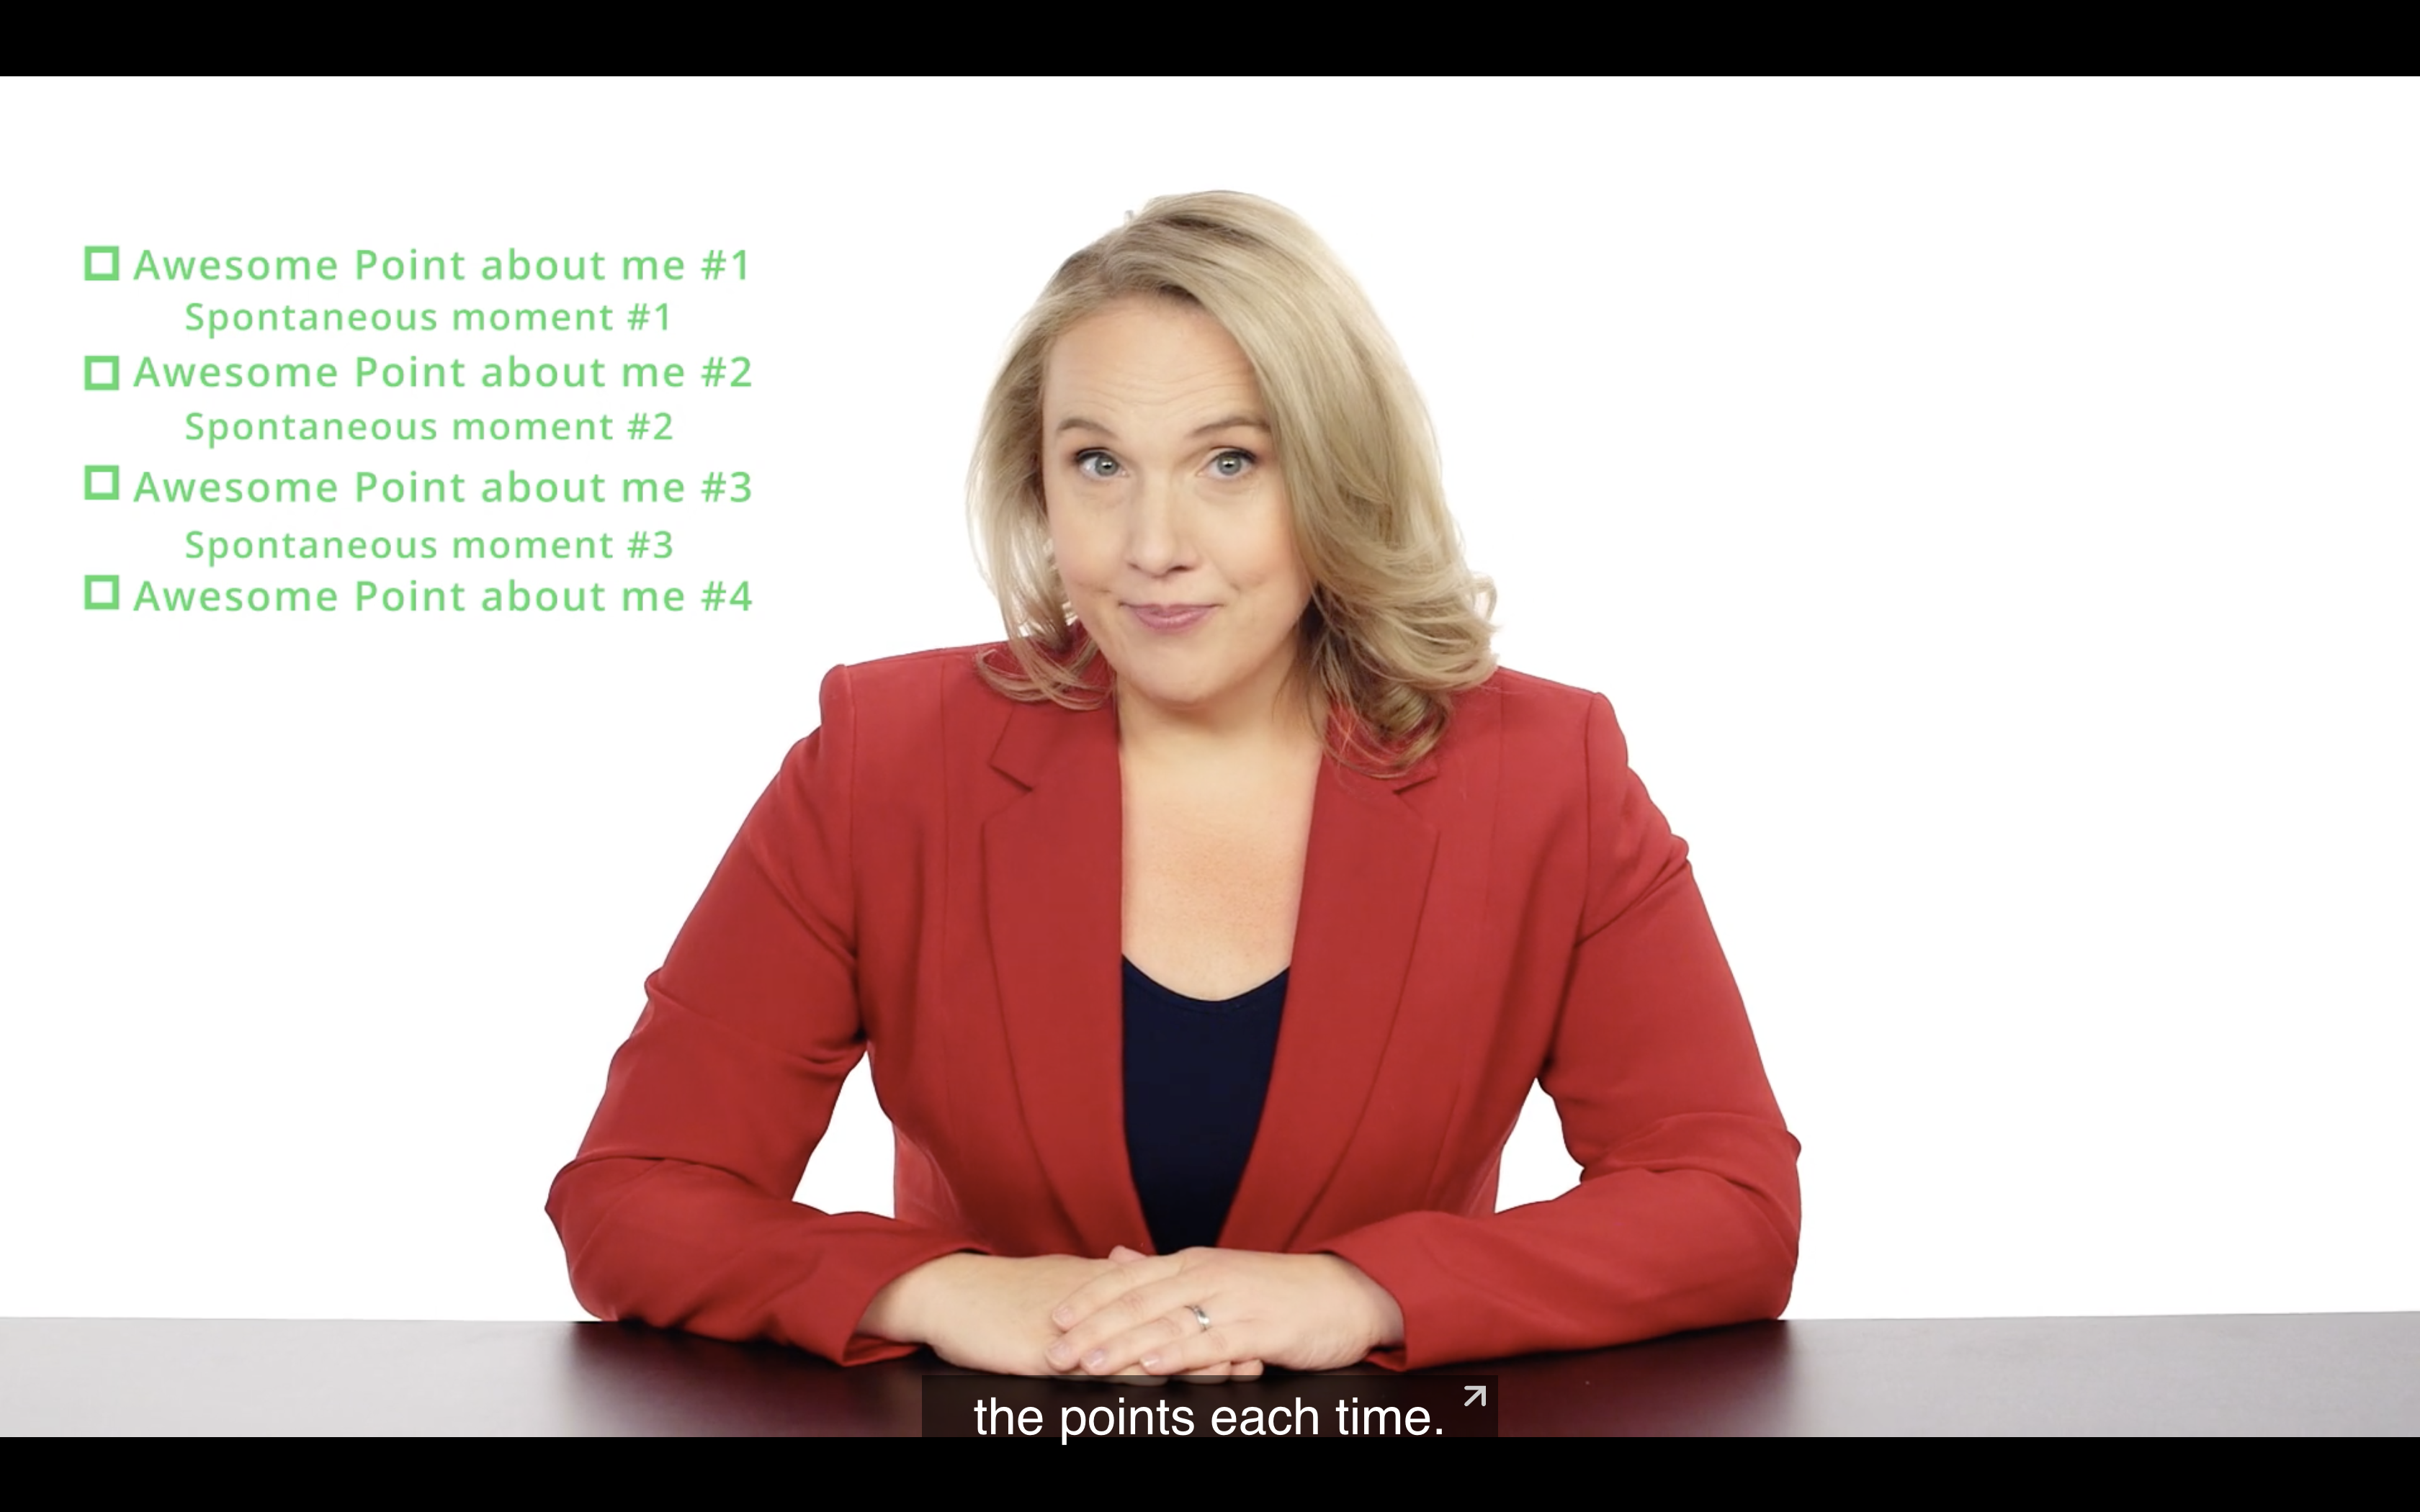 Awesome Point about me #1
Spontaneous moment #1
Awesome Point about me #2
Spontaneous moment #2
Awesome Point about me #3
Spontaneous moment #3
Awesome Point about me #4
the points each time.